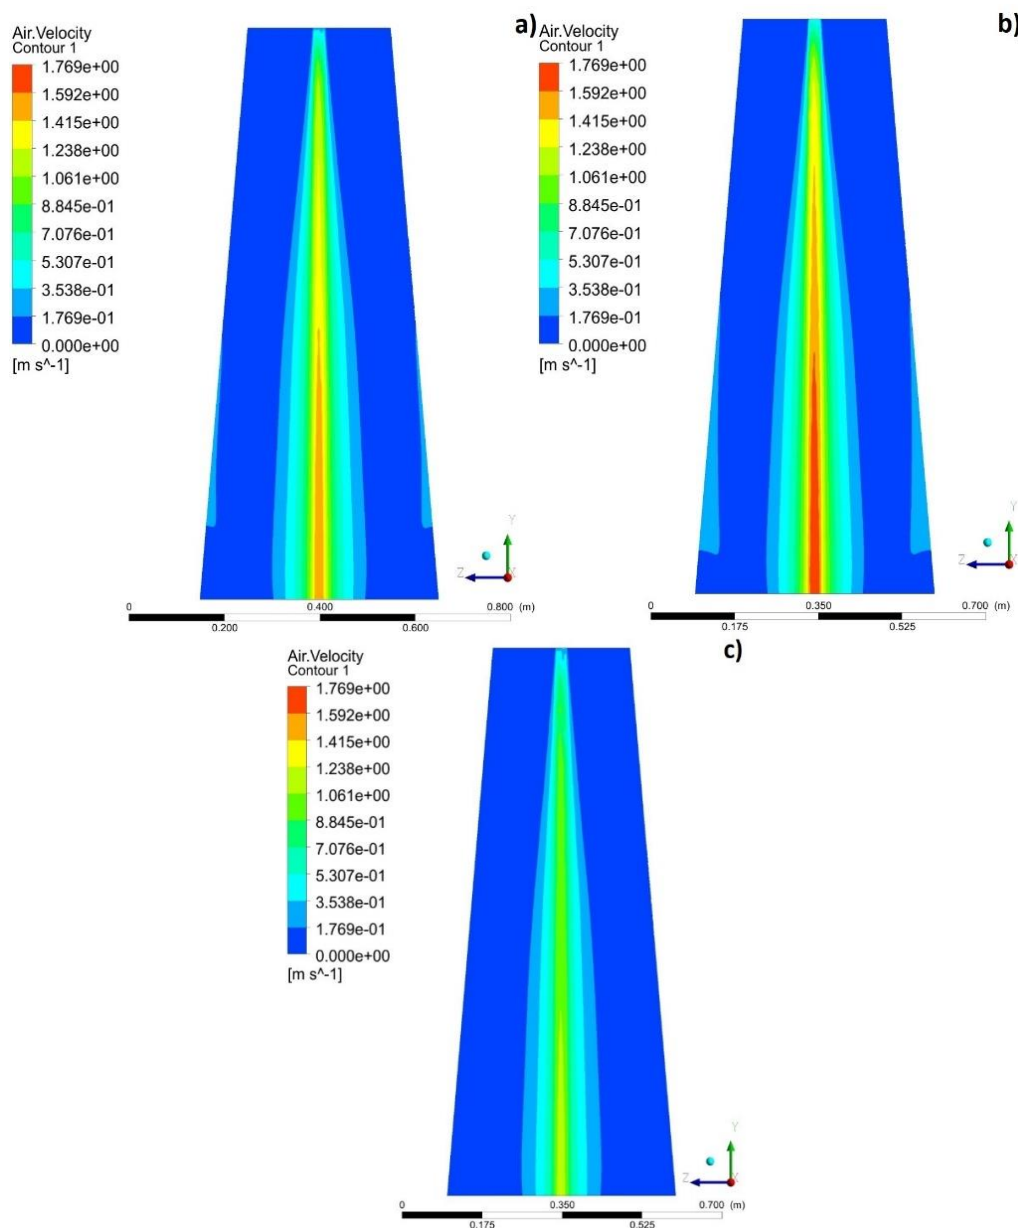 a)
Air.Velocity
Contour 1
1.769e+00
1.592e+00
1.415e+00
1.238e+00
1.061e+00
8.845e-01
7.076e-01
5.307e-01
3.538e-01
1.769e-01
0.000e+00
[m s^-1]
Y
Z
X
0 0.400 0.800 (m)
0.200 0.600
b)
Air.Velocity
Contour 1
1.769e+00
1.592e+00
1.415e+00
1.238e+00
1.061e+00
8.845e-01
7.076e-01
5.307e-01
3.538e-01
1.769e-01
0.000e+00
[m s^-1]
Y
Z
X
0 0.350 0.700 (m)
0.175 0.525
c)
Air.Velocity
Contour 1
1.769e+00
1.592e+00
1.415e+00
1.238e+00
1.061e+00
8.845e-01
7.076e-01
5.307e-01
3.538e-01
1.769e-01
0.000e+00
[m s^-1]
Y
Z
X
0 0.350 0.700 (m)
0.175 0.525